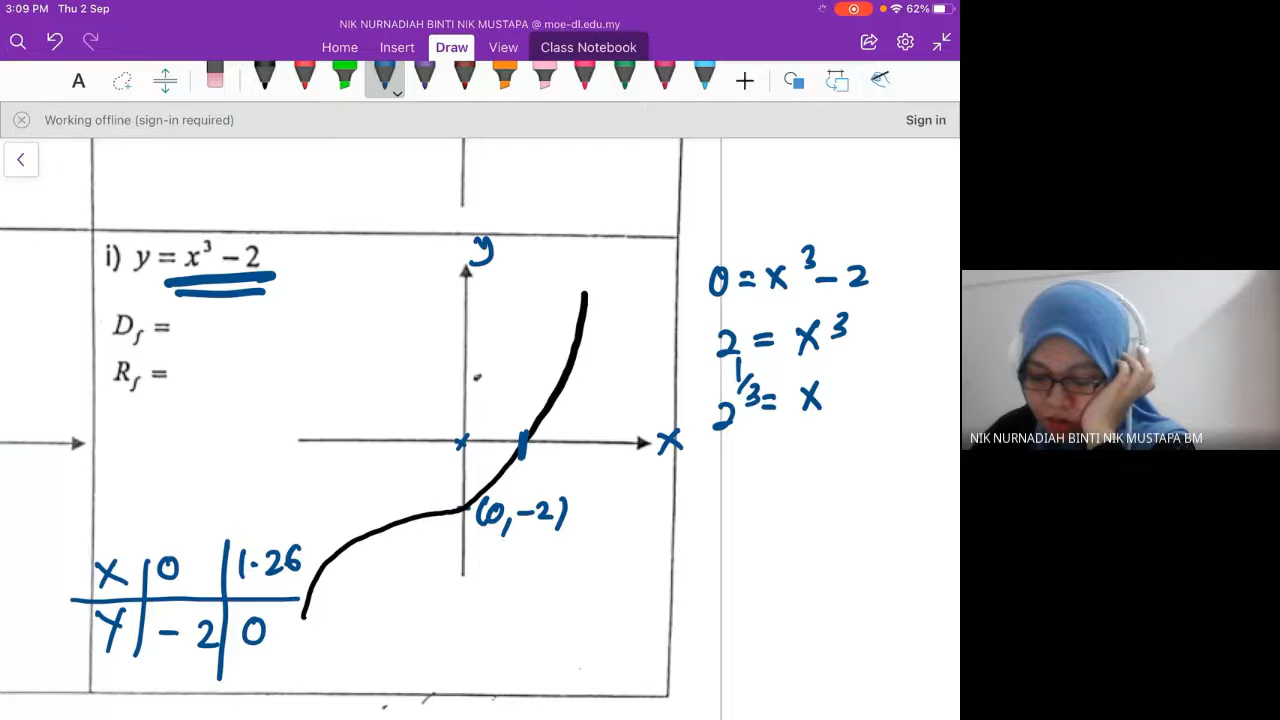 3:09 PM Thu 2 Sep
62%
NIK NURNADIAH BINTI NIK MUSTAPA @ moe-dl.edu.my
Home Insert Draw View Class Notebook
A
Working offline (sign-in required) Sign in
i) y = x³ − 2
D_f =
R_f =
y
x
(0, −2)
X 0 1.26
Y −2 0
0 = x³ − 2
2 = x³
2^1/3 = x
NIK NURNADIAH BINTI NIK MUSTAPA BM